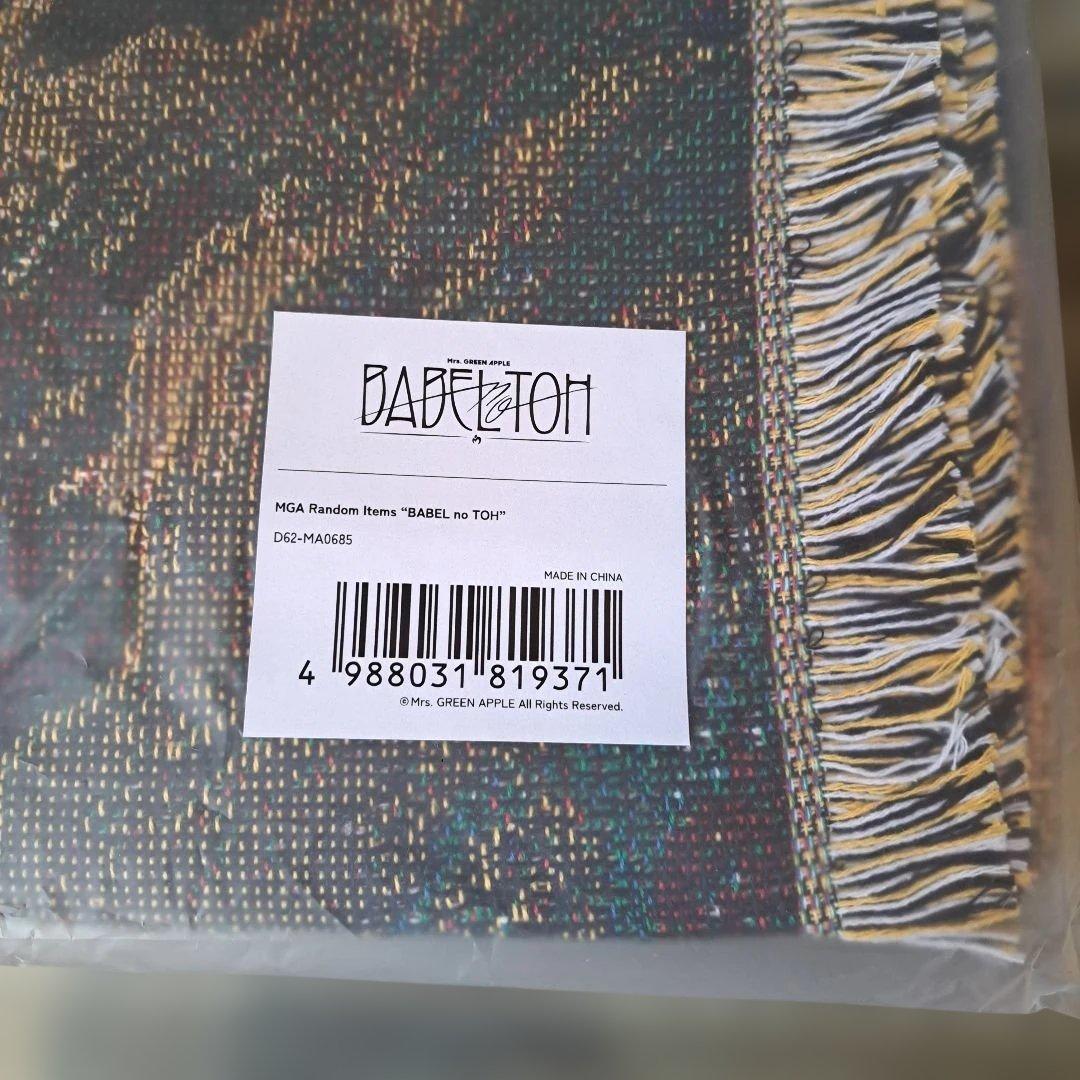 Mrs. GREEN APPLE
BABEL no TOH
MGA Random Items “BABEL no TOH”
D62-MA0685
MADE IN CHINA
4 988031 819371
©Mrs. GREEN APPLE All Rights Reserved.